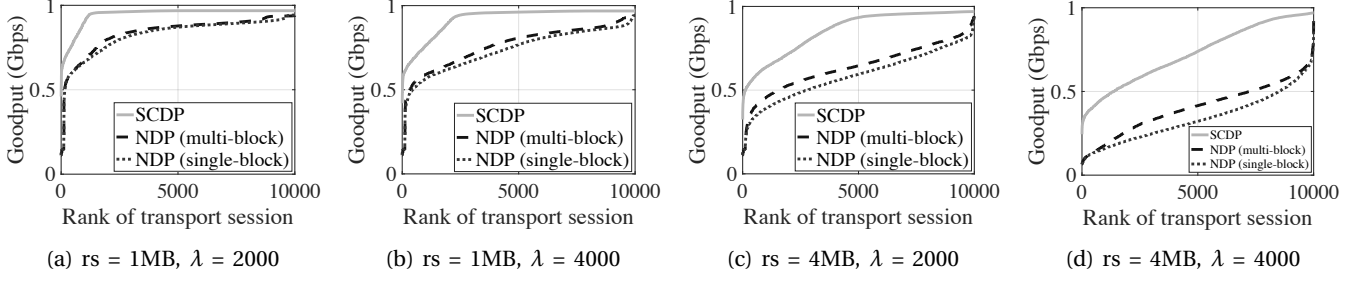 Goodput (Gbps)
1
0.5
0
SCDP
NDP (multi-block)
NDP (single-block)
0
5000
10000
Rank of transport session
(a) rs = 1MB, λ = 2000
Goodput (Gbps)
1
0.5
0
SCDP
NDP (multi-block)
NDP (single-block)
0
5000
10000
Rank of transport session
(b) rs = 1MB, λ = 4000
Goodput (Gbps)
1
0.5
0
SCDP
NDP (multi-block)
NDP (single-block)
0
5000
10000
Rank of transport session
(c) rs = 4MB, λ = 2000
Goodput (Gbps)
1
0.5
0
SCDP
NDP (multi-block)
NDP (single-block)
0
5000
10000
Rank of transport session
(d) rs = 4MB, λ = 4000